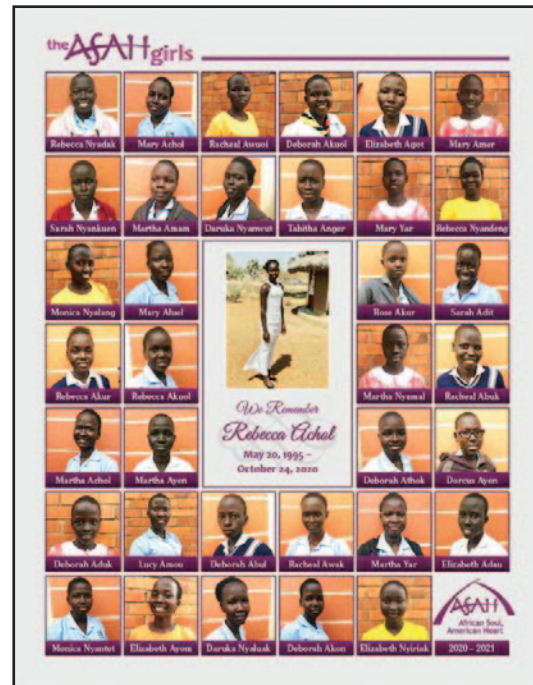 the ASAH girls
Rebecca Nyadak Mary Achol Racheal Awuoi Deborah Akuol Elizabeth Agot Mary Amer
Sarah Nyankuen Martha Amam Daruka Nyamwut Tabitha Anger Mary Yar Rebecca Nyandeng
Monica Nyalang Mary Aluel Rose Akur Sarah Adit
Rebecca Akur Rebecca Akuol Martha Nyamal Racheal Abuk
We Remember
Rebecca Achol
May 20, 1995 –
October 24, 2020
Martha Achol Martha Ayen Deborah Athok Dorcus Ayen
Deborah Aduk Lucy Amon Deborah Abul Racheal Awak Martha Yar Elizabeth Adau
Monica Nyantet Elizabeth Ayom Daruka Nyaluak Deborah Akon Elizabeth Nyiriak
ASAH
African Soul,
American Heart
2020 – 2021